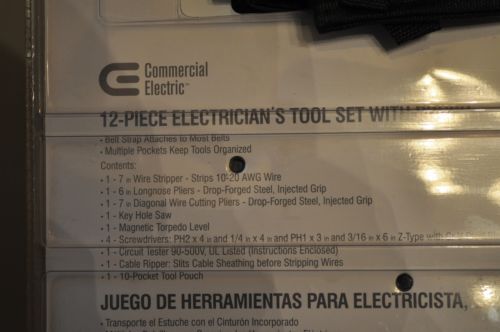 Commercial
Electric™
12-PIECE ELECTRICIAN'S TOOL SET WITH
• Belt Strap Attaches to Most Belts
• Multiple Pockets Keep Tools Organized
Contents:
• 1 - 7 in Wire Stripper - Strips 10-20 AWG Wire
• 1 - 6 in Longnose Pliers - Drop-Forged Steel, Injected Grip
• 1 - 7 in Diagonal Wire Cutting Pliers - Drop-Forged Steel, Injected Grip
• 1 - Key Hole Saw
• 1 - Magnetic Torpedo Level
• 4 - Screwdrivers: PH2 x 4 in and 1/4 in x 4 in and PH1 x 3 in and 3/16 in x 6 in Z-Type with
• 1 - Circuit Tester 90-500V, UL Listed (Instructions Enclosed)
• 1 - Cable Ripper: Slits Cable Sheathing before Stripping Wires
• 1 - 10-Pocket Tool Pouch
JUEGO DE HERRAMIENTAS PARA ELECTRICISTA,
• Transporte el Estuche con el Cinturón Incorporado